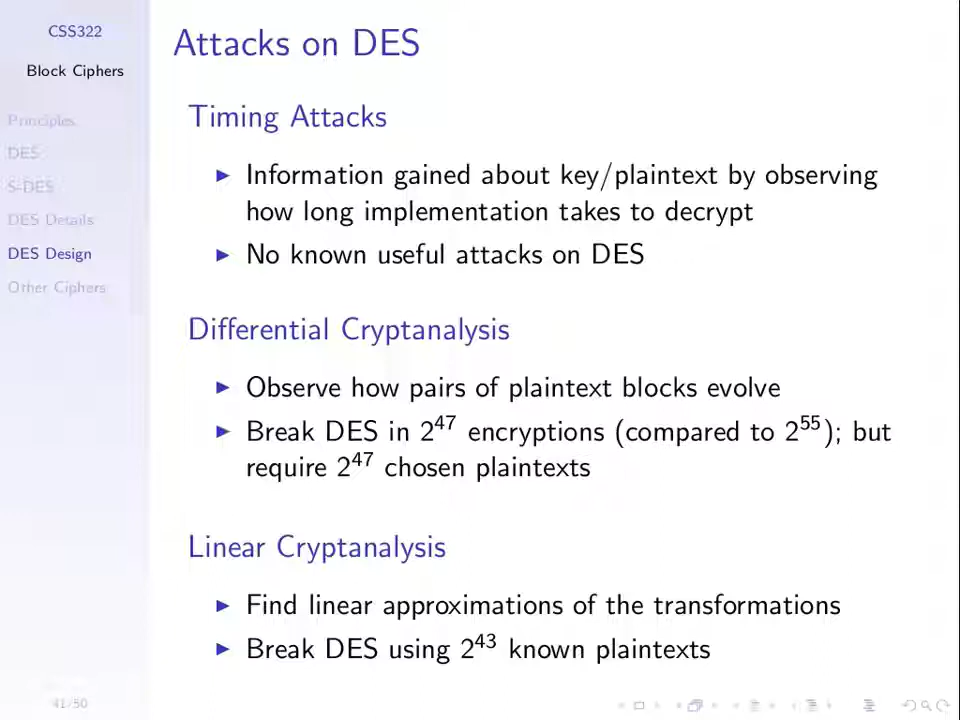 CSS322
Block Ciphers
Principles
DES
S-DES
DES Details
DES Design
Other Ciphers
Attacks on DES
Timing Attacks
Information gained about key/plaintext by observing
how long implementation takes to decrypt
No known useful attacks on DES
Differential Cryptanalysis
Observe how pairs of plaintext blocks evolve
Break DES in 2^47 encryptions (compared to 2^55); but
require 2^47 chosen plaintexts
Linear Cryptanalysis
Find linear approximations of the transformations
Break DES using 2^43 known plaintexts
41/50